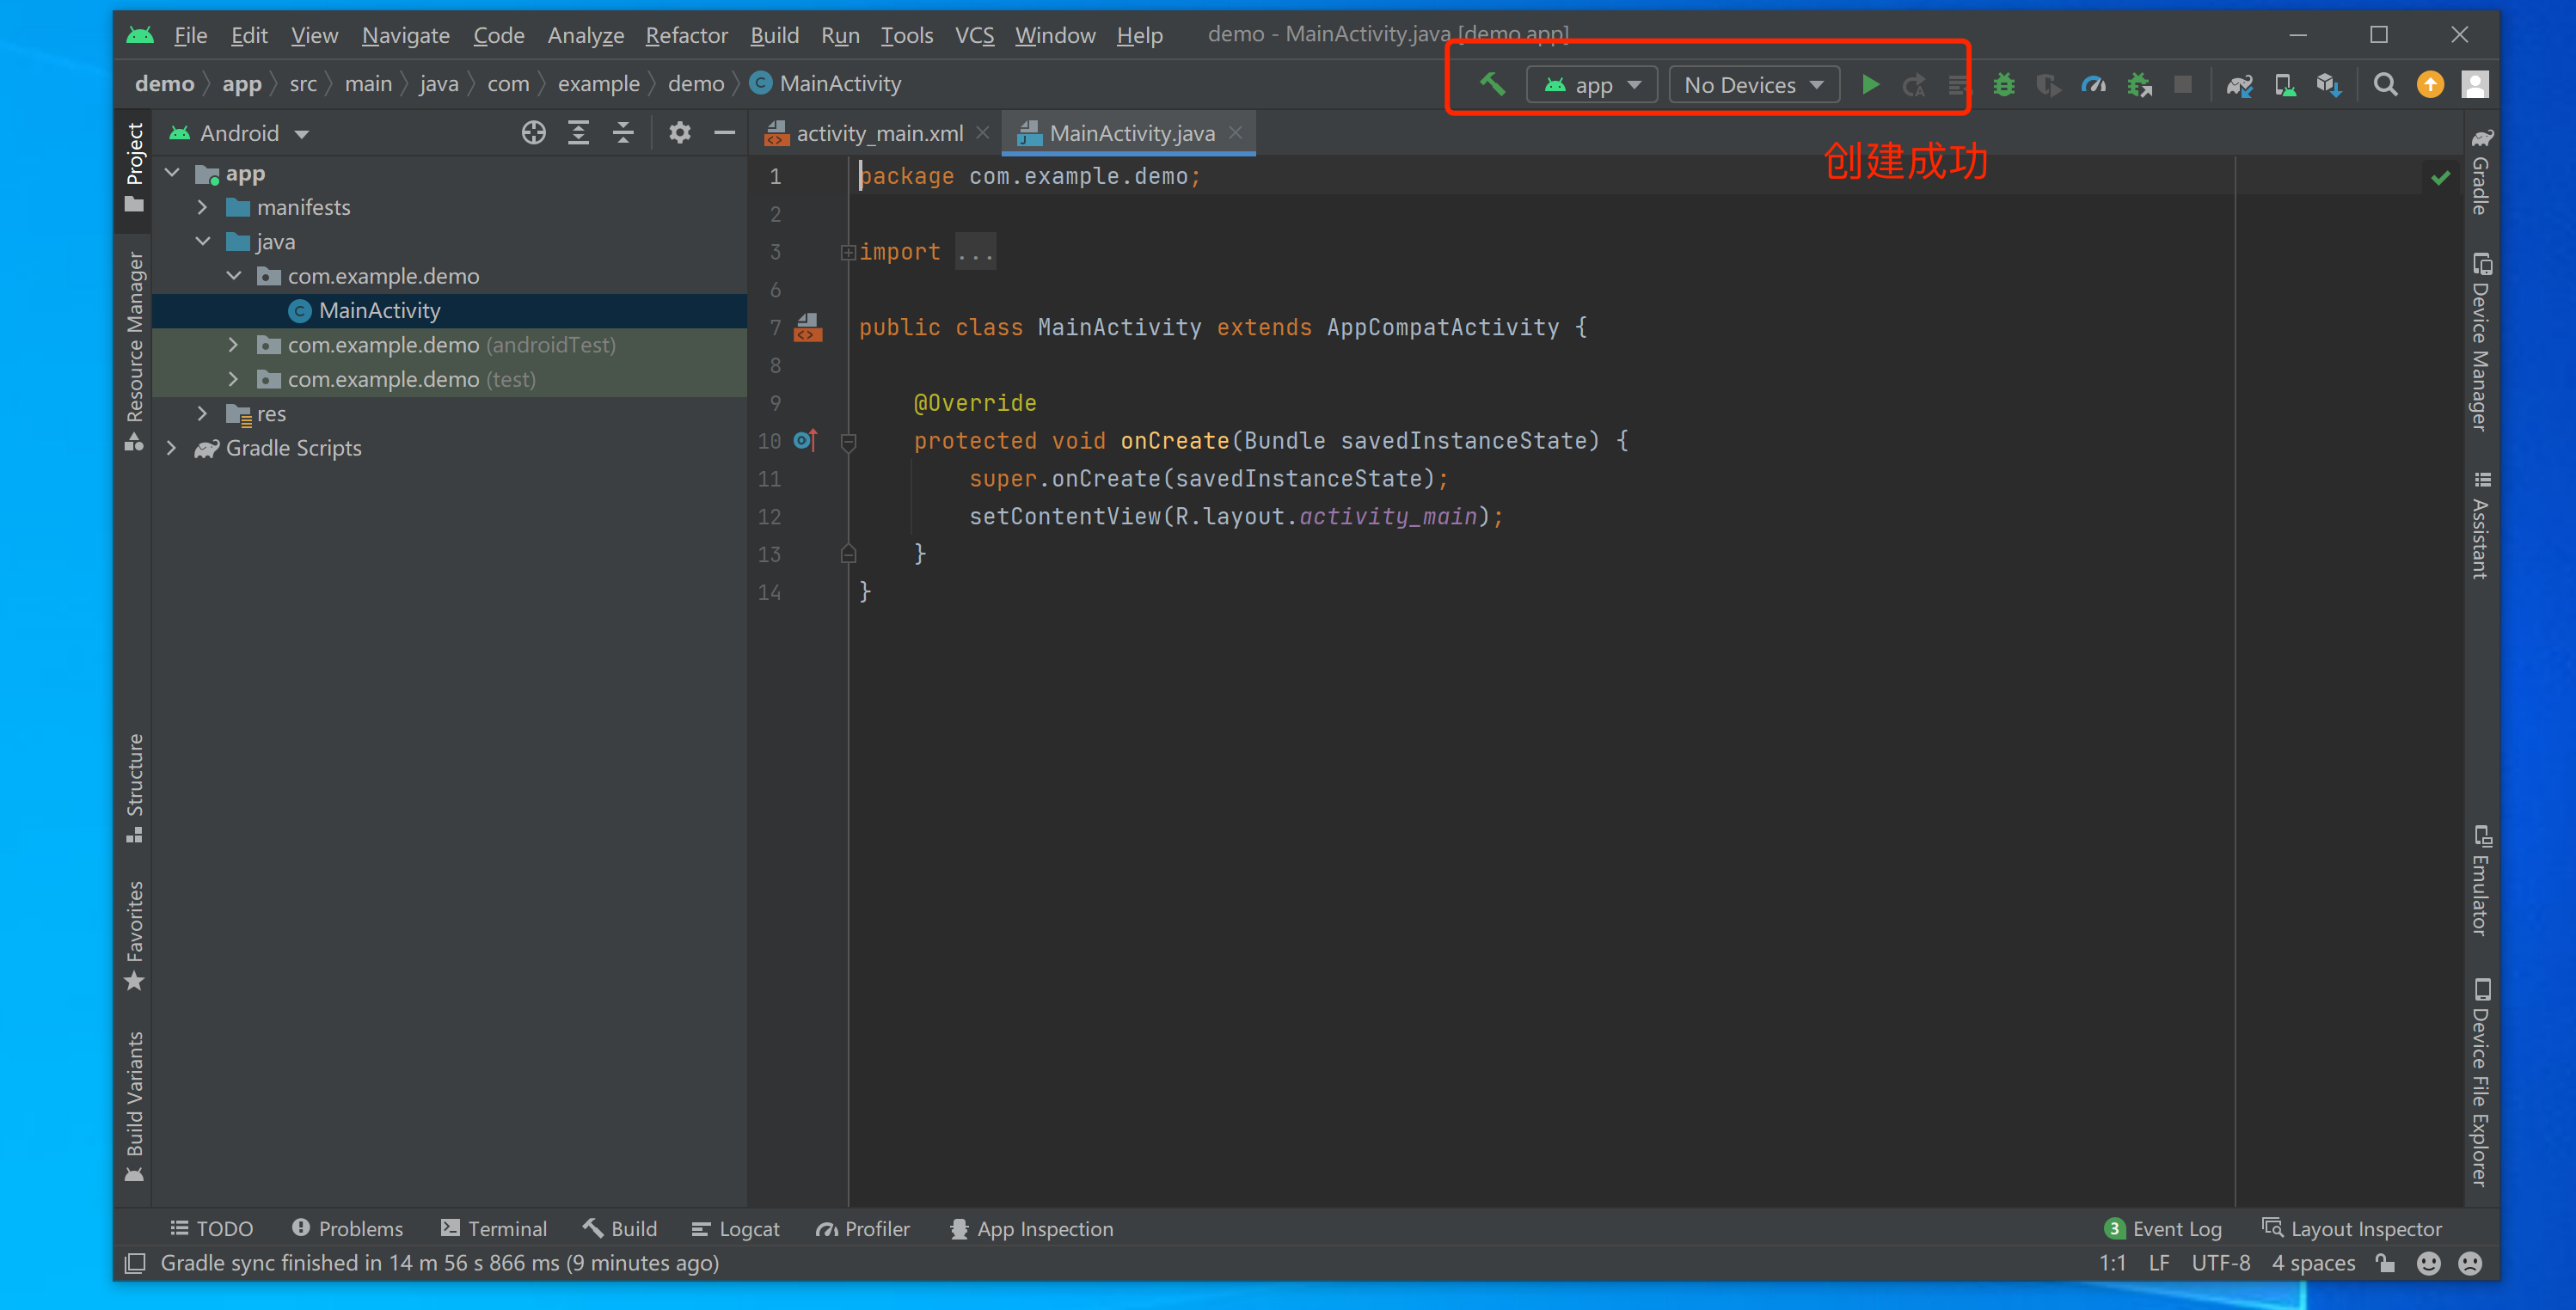 File Edit View Navigate Code Analyze Refactor Build Run Tools VCS Window Help demo - MainActivity.java [demo.app]
demo app src main java com example demo MainActivity app No Devices
Android
activity_main.xml MainActivity.java
创建成功
app
manifests
java
com.example.demo
MainActivity
com.example.demo (androidTest)
com.example.demo (test)
res
Gradle Scripts
1 package com.example.demo;
2
3 import ...
6
7 public class MainActivity extends AppCompatActivity {
8
9 @Override
10 protected void onCreate(Bundle savedInstanceState) {
11 super.onCreate(savedInstanceState);
12 setContentView(R.layout.activity_main);
13 }
14 }
Project
Resource Manager
Structure
Favorites
Build Variants
Gradle
Device Manager
Assistant
Emulator
Device File Explorer
TODO Problems Terminal Build Logcat Profiler App Inspection 3 Event Log Layout Inspector
Gradle sync finished in 14 m 56 s 866 ms (9 minutes ago) 1:1 LF UTF-8 4 spaces